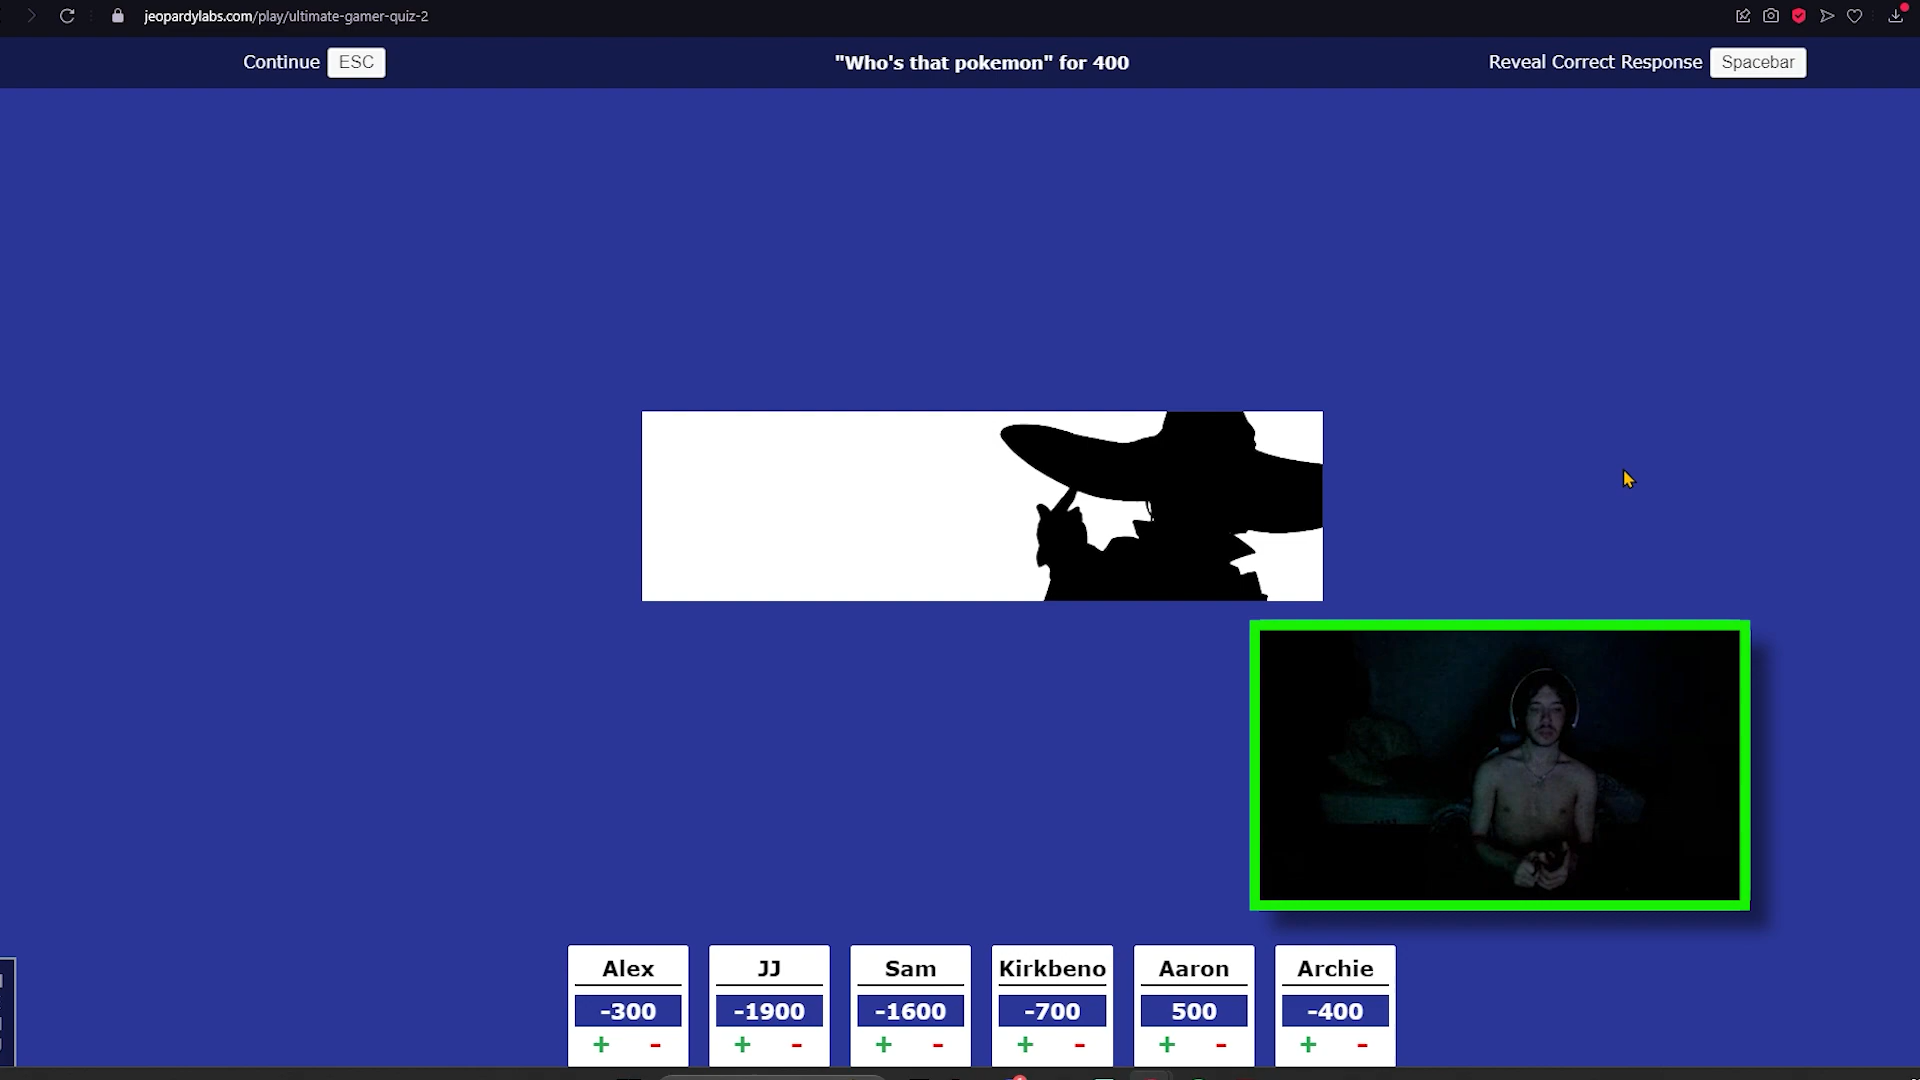 jeopardylabs.com/play/ultimate-gamer-quiz-2
Continue ESC
"Who's that pokemon" for 400
Reveal Correct Response Spacebar
Alex JJ Sam Kirkbeno Aaron Archie
-300 -1900 -1600 -700 500 -400
+ - + - + - + - + - + -